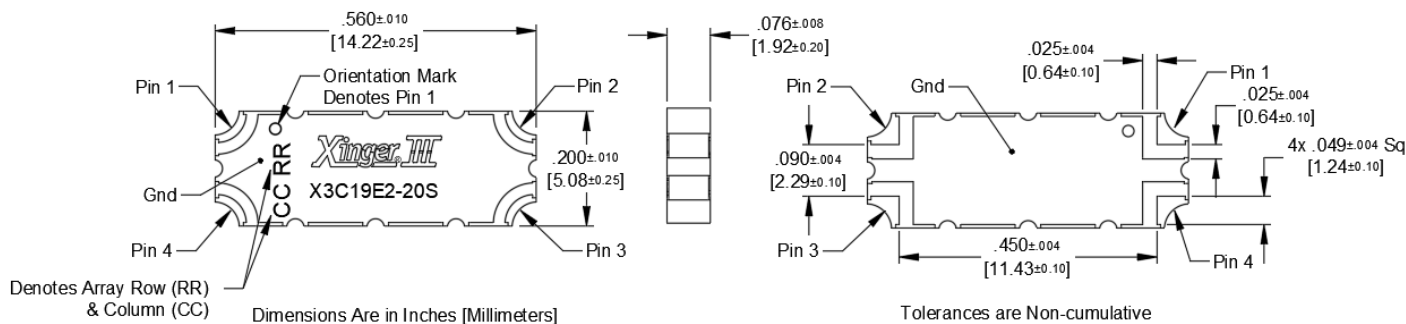 .560±.010
[14.22±0.25]
Pin 1
Orientation Mark
Denotes Pin 1
Pin 2
Xinger® III
X3C19E2-20S
CC RR
Gnd
.200±.010
[5.08±0.25]
Pin 4
Pin 3
Denotes Array Row (RR)
& Column (CC)
Dimensions Are in Inches [Millimeters]
.076±.008
[1.92±0.20]
.025±.004
[0.64±0.10]
Pin 2
Gnd
Pin 1
.025±.004
[0.64±0.10]
4x .049±.004 Sq
[1.24±0.10]
.090±.004
[2.29±0.10]
Pin 3
.450±.004
[11.43±0.10]
Pin 4
Tolerances are Non-cumulative